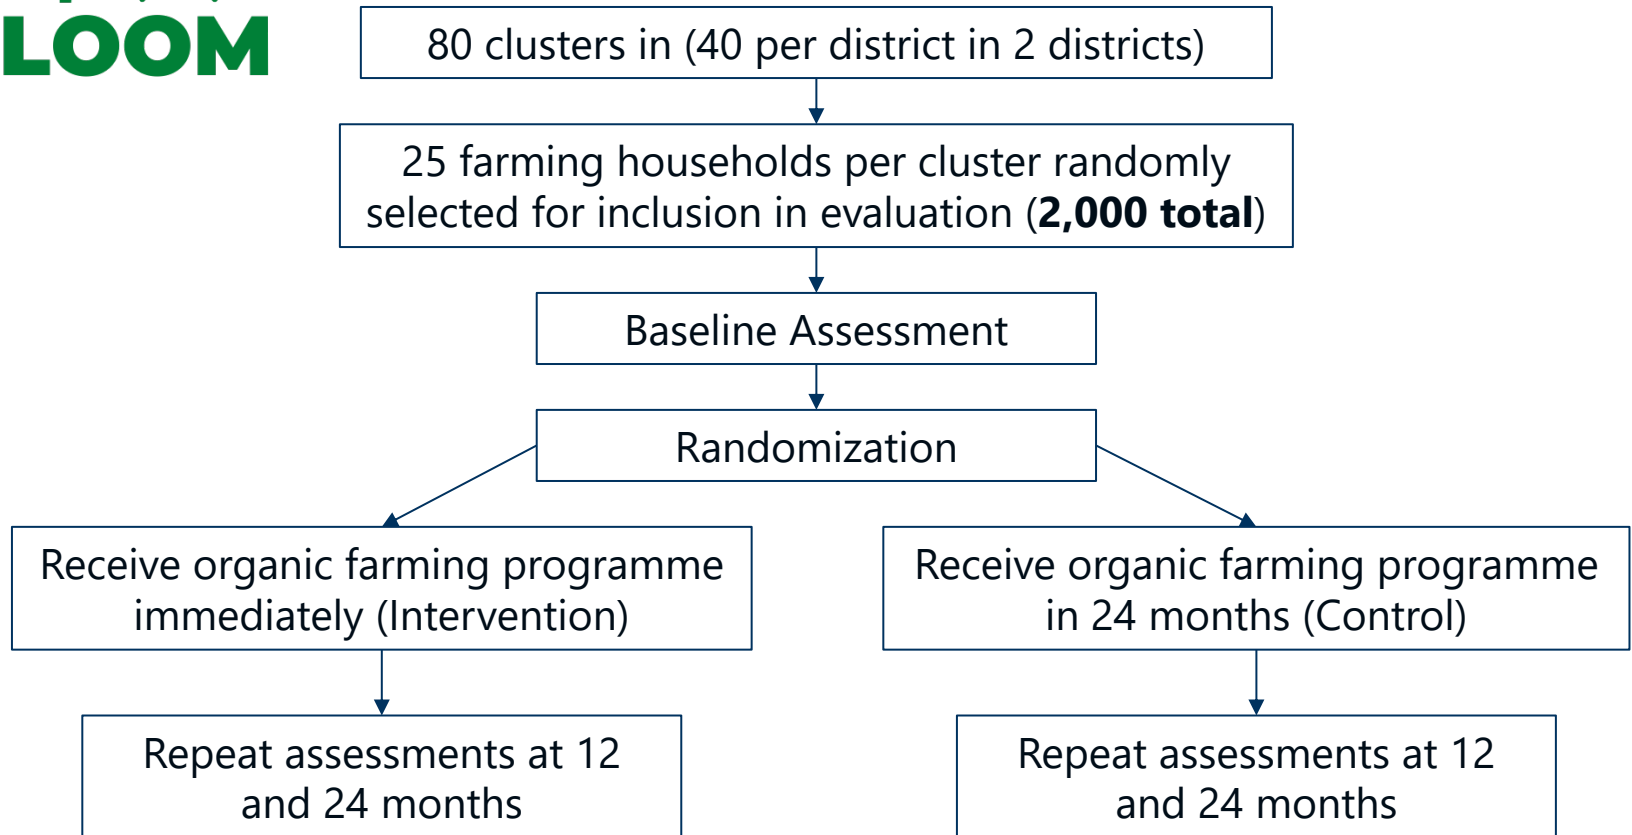 LOOM
80 clusters in (40 per district in 2 districts)
25 farming households per cluster randomly
selected for inclusion in evaluation (2,000 total)
Baseline Assessment
Randomization
Receive organic farming programme
immediately (Intervention)
Receive organic farming programme
in 24 months (Control)
Repeat assessments at 12
and 24 months
Repeat assessments at 12
and 24 months